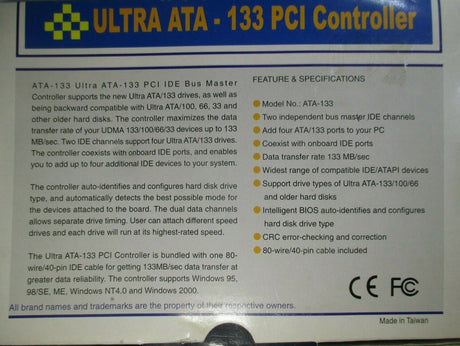 ULTRA ATA - 133 PCI Controller
ATA-133 Ultra ATA-133 PCI IDE Bus Master
Controller supports the new Ultra ATA/133 drives, as well as
being backward compatible with Ultra ATA/100, 66, 33 and
other older hard disks. The controller maximizes the data
transfer rate of your UDMA 133/100/66/33 devices up to 133
MB/sec. Two IDE channels support four Ultra ATA/133 drives.
The controller coexists with onboard IDE ports, and enables
you to add up to four additional IDE devices to your system.
The controller auto-identifies and configures hard disk drive
type, and automatically detects the best possible mode for
the devices attached to the board. The dual data channels
allows separate drive timing. User can attach different speed
drives and each drive will run at its highest-rated speed.
The Ultra ATA-133 PCI Controller is bundled with one 80-
wire/40-pin IDE cable for getting 133MB/sec data transfer at
greater data reliability. The controller supports Windows 95,
98/SE, ME, Windows NT4.0 and Windows 2000.
FEATURE & SPECIFICATIONS
Model No.: ATA-133
Two independent bus master IDE channels
Add four ATA/133 ports to your PC
Coexist with onboard IDE ports
Data transfer rate 133 MB/sec
Widest range of compatible IDE/ATAPI devices
Support drive types of Ultra ATA-133/100/66
and older hard disks
Intelligent BIOS auto-identifies and configures
hard disk drive type
CRC error-checking and correction
80-wire/40-pin cable included
CE FC
All brand names and trademarks are the property of their respective owners.
Made in Taiwan